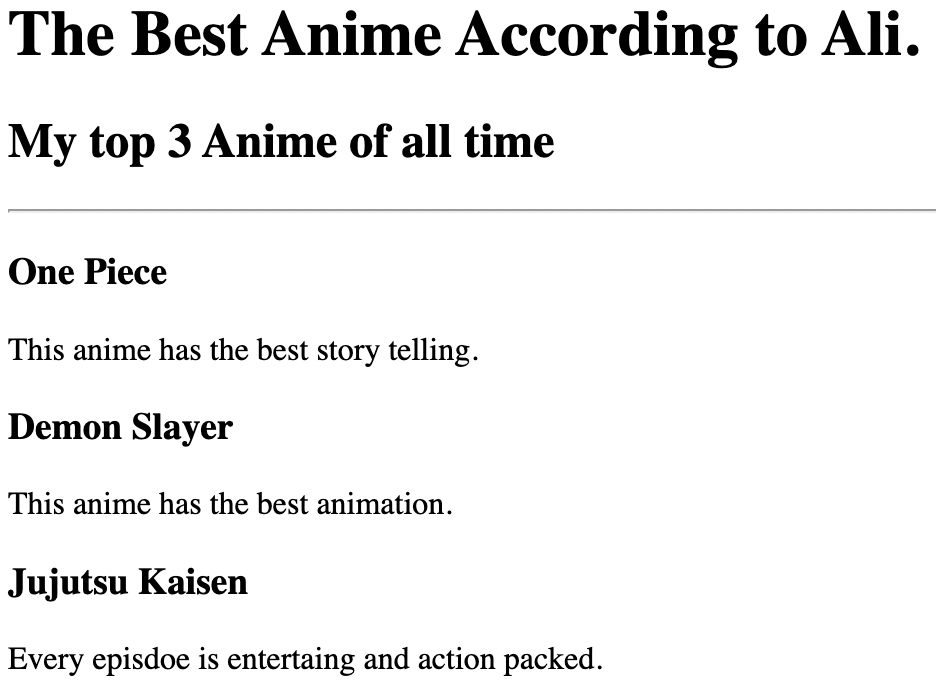 The Best Anime According to Ali.
My top 3 Anime of all time
One Piece
This anime has the best story telling.
Demon Slayer
This anime has the best animation.
Jujutsu Kaisen
Every episdoe is entertaing and action packed.